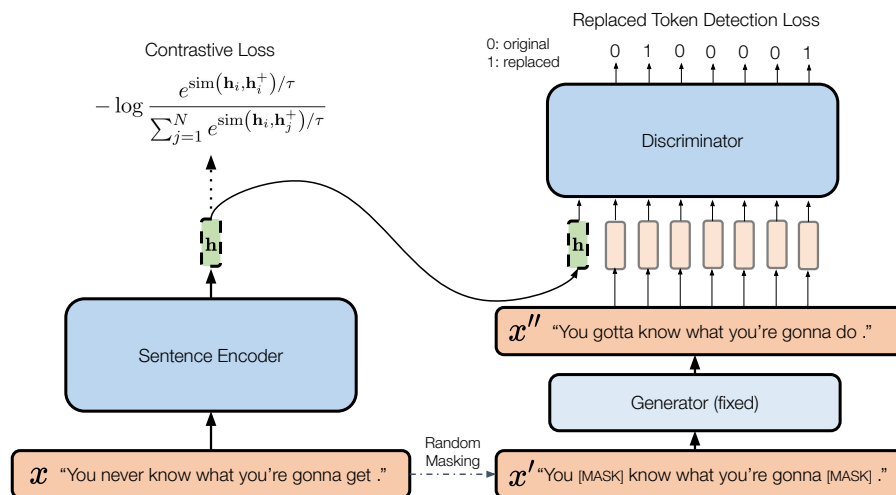 Replaced Token Detection Loss
0: original
1: replaced
0 1 0 0 0 0 1
Contrastive Loss
− log e^{sim(h_i, h_i^+)/τ} / ∑_{j=1}^{N} e^{sim(h_i, h_j^+)/τ}
Discriminator
h
h
x″ “You gotta know what you’re gonna do .”
Sentence Encoder
Generator (fixed)
Random
Masking
x “You never know what you’re gonna get .”
x′ “You [MASK] know what you’re gonna [MASK] .”